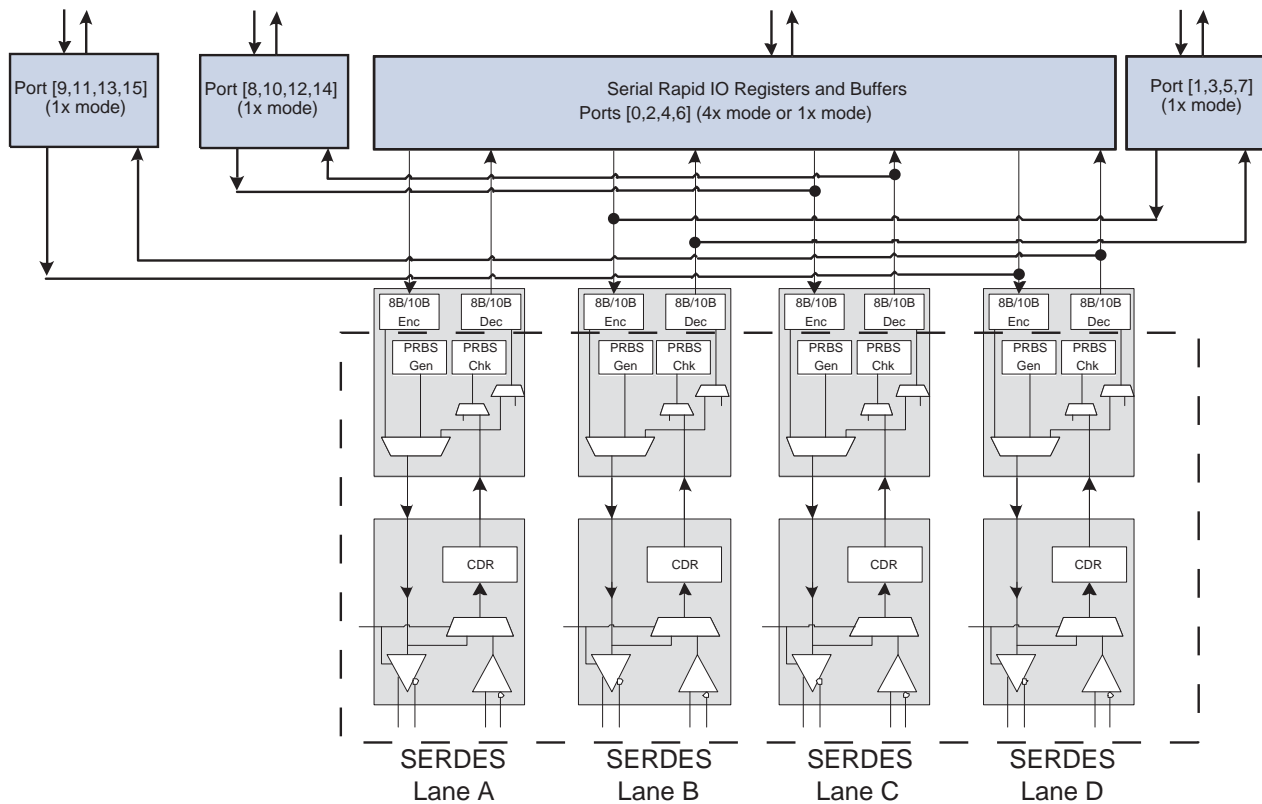 Port [9,11,13,15]
(1x mode)
Port [8,10,12,14]
(1x mode)
Serial Rapid IO Registers and Buffers
Ports [0,2,4,6] (4x mode or 1x mode)
Port [1,3,5,7]
(1x mode)
8B/10B
Enc
8B/10B
Dec
8B/10B
Enc
8B/10B
Dec
8B/10B
Enc
8B/10B
Dec
8B/10B
Enc
8B/10B
Dec
PRBS
Gen
PRBS
Chk
PRBS
Gen
PRBS
Chk
PRBS
Gen
PRBS
Chk
PRBS
Gen
PRBS
Chk
CDR
CDR
CDR
CDR
SERDES
Lane A
SERDES
Lane B
SERDES
Lane C
SERDES
Lane D